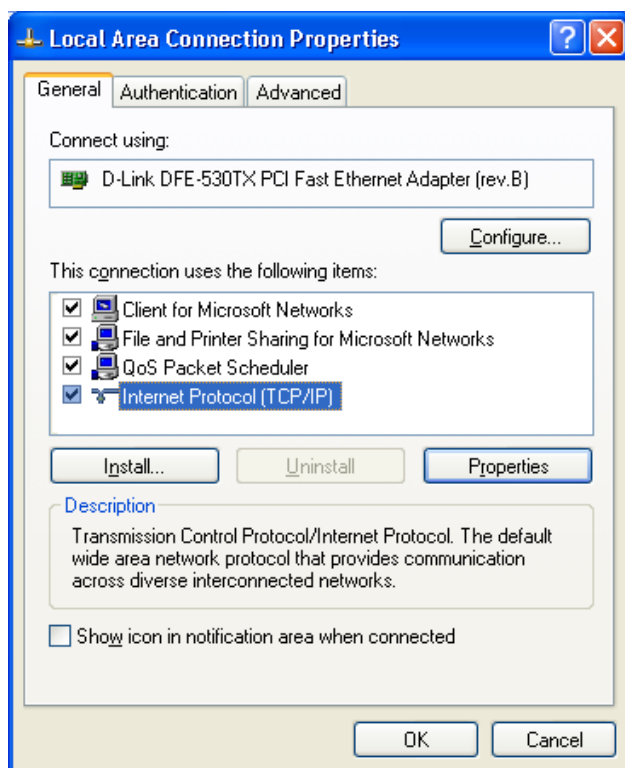 Local Area Connection Properties
General Authentication Advanced
Connect using:
D-Link DFE-530TX PCI Fast Ethernet Adapter (rev.B)
Configure...
This connection uses the following items:
Client for Microsoft Networks
File and Printer Sharing for Microsoft Networks
QoS Packet Scheduler
Internet Protocol (TCP/IP)
Install... Uninstall Properties
Description
Transmission Control Protocol/Internet Protocol. The default
wide area network protocol that provides communication
across diverse interconnected networks.
Show icon in notification area when connected
OK Cancel